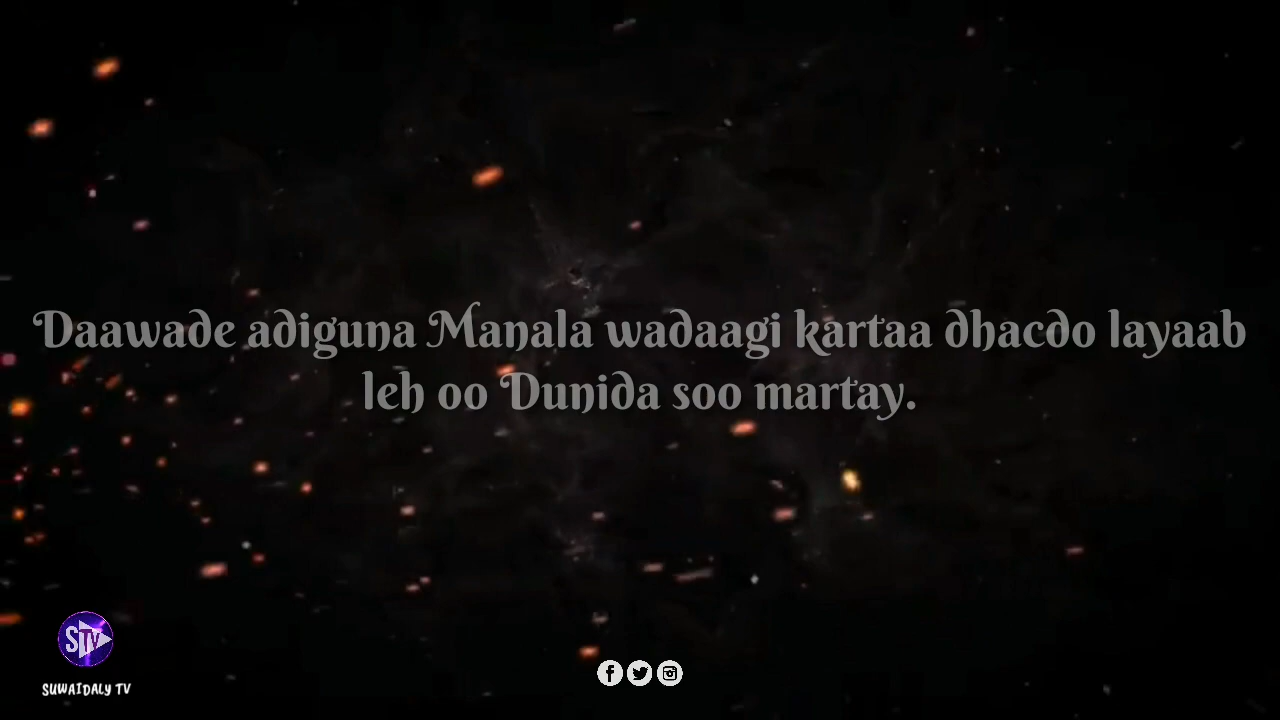 Daawade adiguna Manala wadaagi kartaa dhacdo layaab
leh oo Dunida soo martay.
STV
SUWAIDALY TV